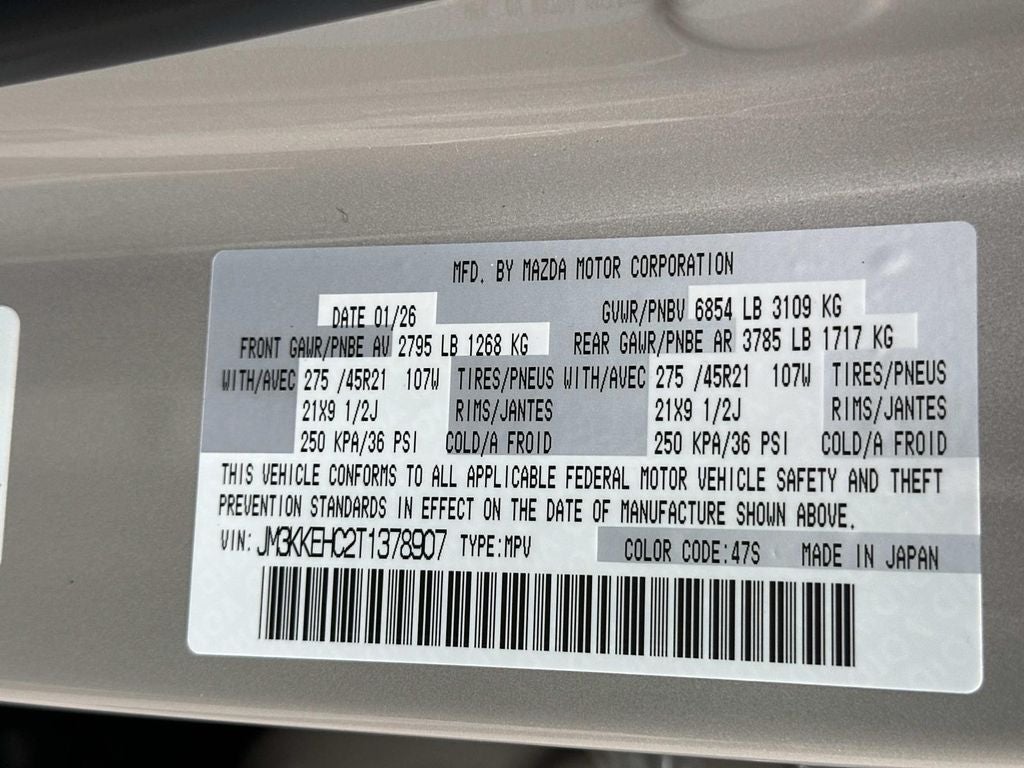 MFD. BY MAZDA MOTOR CORPORATION
DATE 01/26 GVWR/PNBV 6854 LB 3109 KG
FRONT GAWR/PNBE AV 2795 LB 1268 KG REAR GAWR/PNBE AR 3785 LB 1717 KG
WITH/AVEC 275 /45R21 107W TIRES/PNEUS WITH/AVEC 275 /45R21 107W TIRES/PNEUS
21X9 1/2J RIMS/JANTES 21X9 1/2J RIMS/JANTES
250 KPA/36 PSI COLD/A FROID 250 KPA/36 PSI COLD/A FROID
THIS VEHICLE CONFORMS TO ALL APPLICABLE FEDERAL MOTOR VEHICLE SAFETY AND THEFT
PREVENTION STANDARDS IN EFFECT ON THE DATE OF MANUFACTURE SHOWN ABOVE.
VIN: JM3KKEHC2T1378907 TYPE:MPV COLOR CODE:47S MADE IN JAPAN